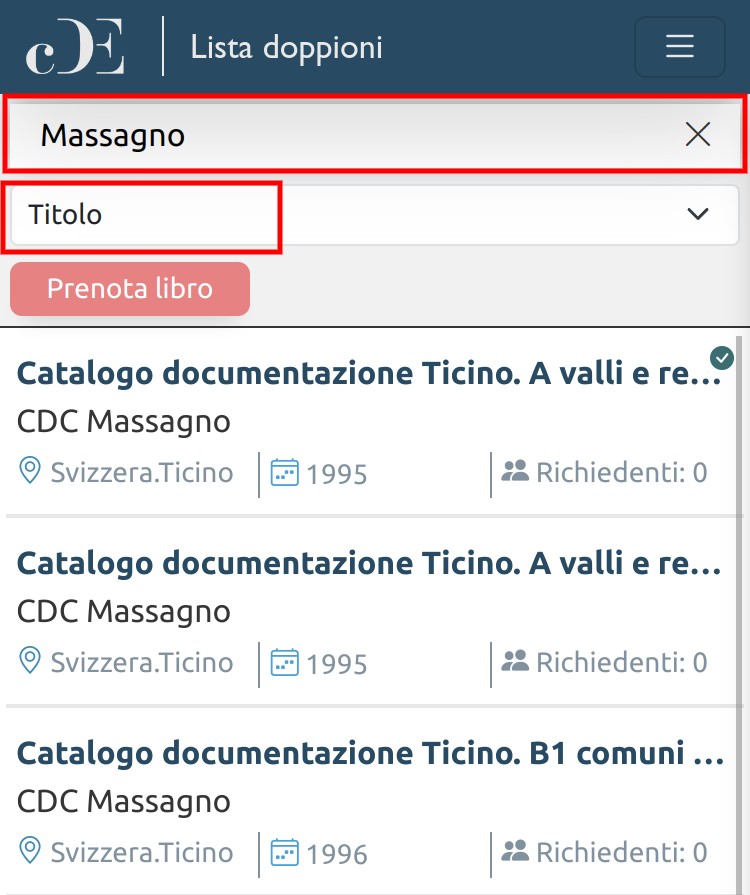 cDE Lista doppioni
Massagno
Titolo
Prenota libro
Catalogo documentazione Ticino. A valli e re...
CDC Massagno
Svizzera.Ticino 1995 Richiedenti: 0
Catalogo documentazione Ticino. A valli e re...
CDC Massagno
Svizzera.Ticino 1995 Richiedenti: 0
Catalogo documentazione Ticino. B1 comuni ...
CDC Massagno
Svizzera.Ticino 1996 Richiedenti: 0